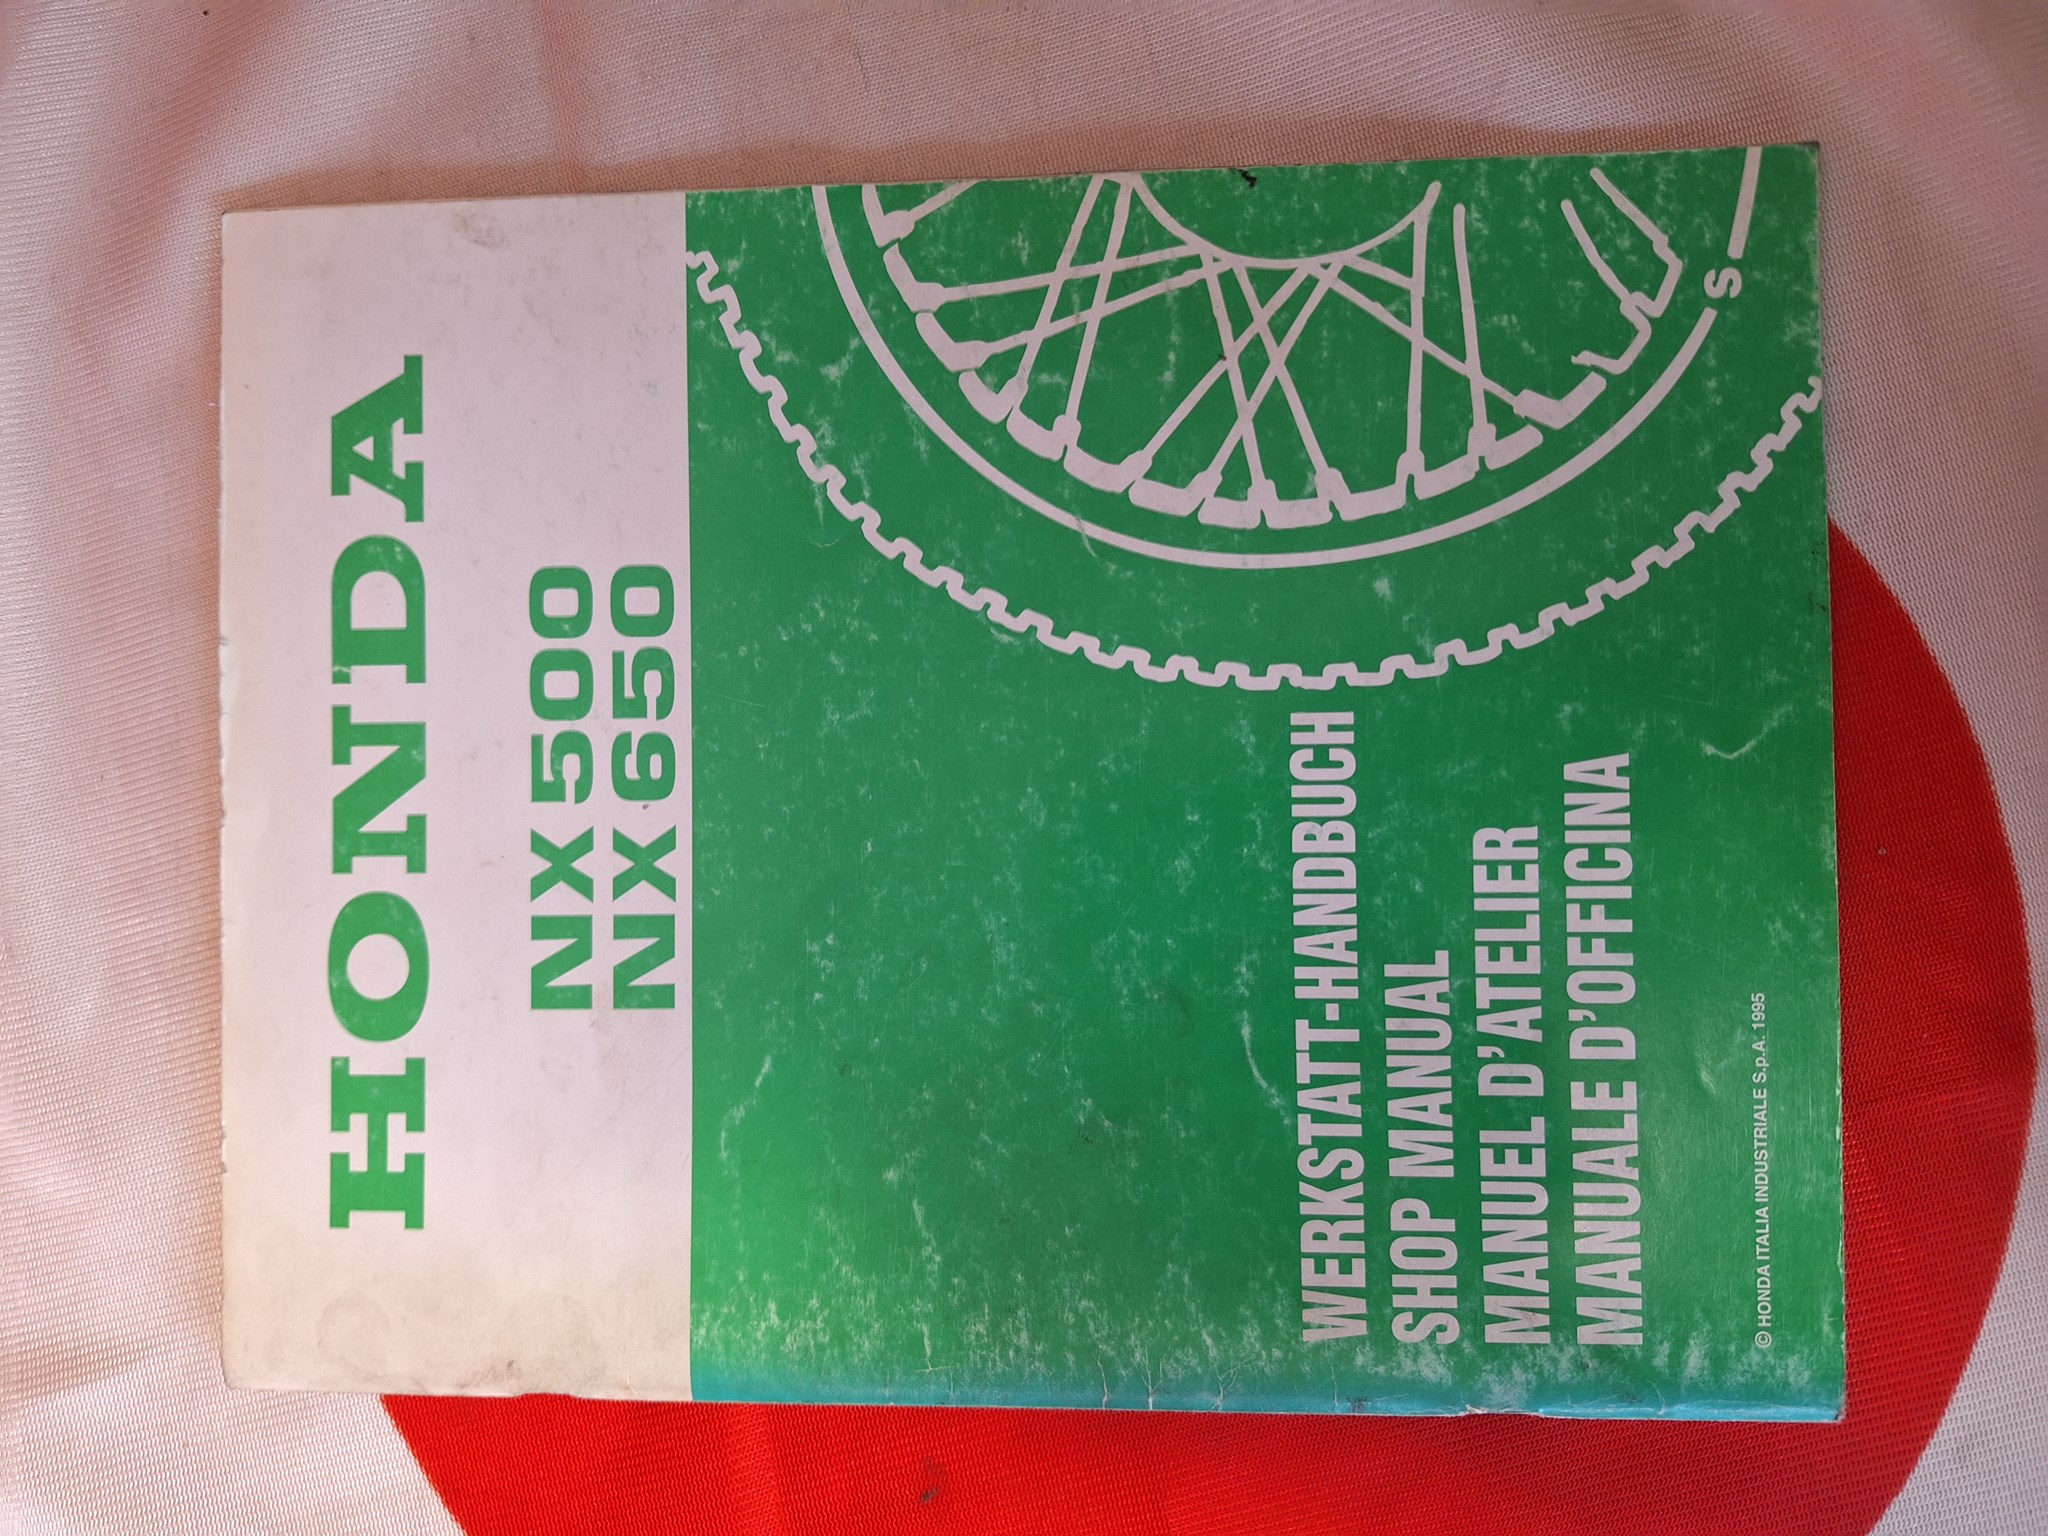 HONDA
NX 500
NX 650
S
WERKSTATT-HANDBUCH
SHOP MANUAL
MANUEL D'ATELIER
MANUALE D'OFFICINA
© HONDA ITALIA INDUSTRIALE S.p.A. 1995